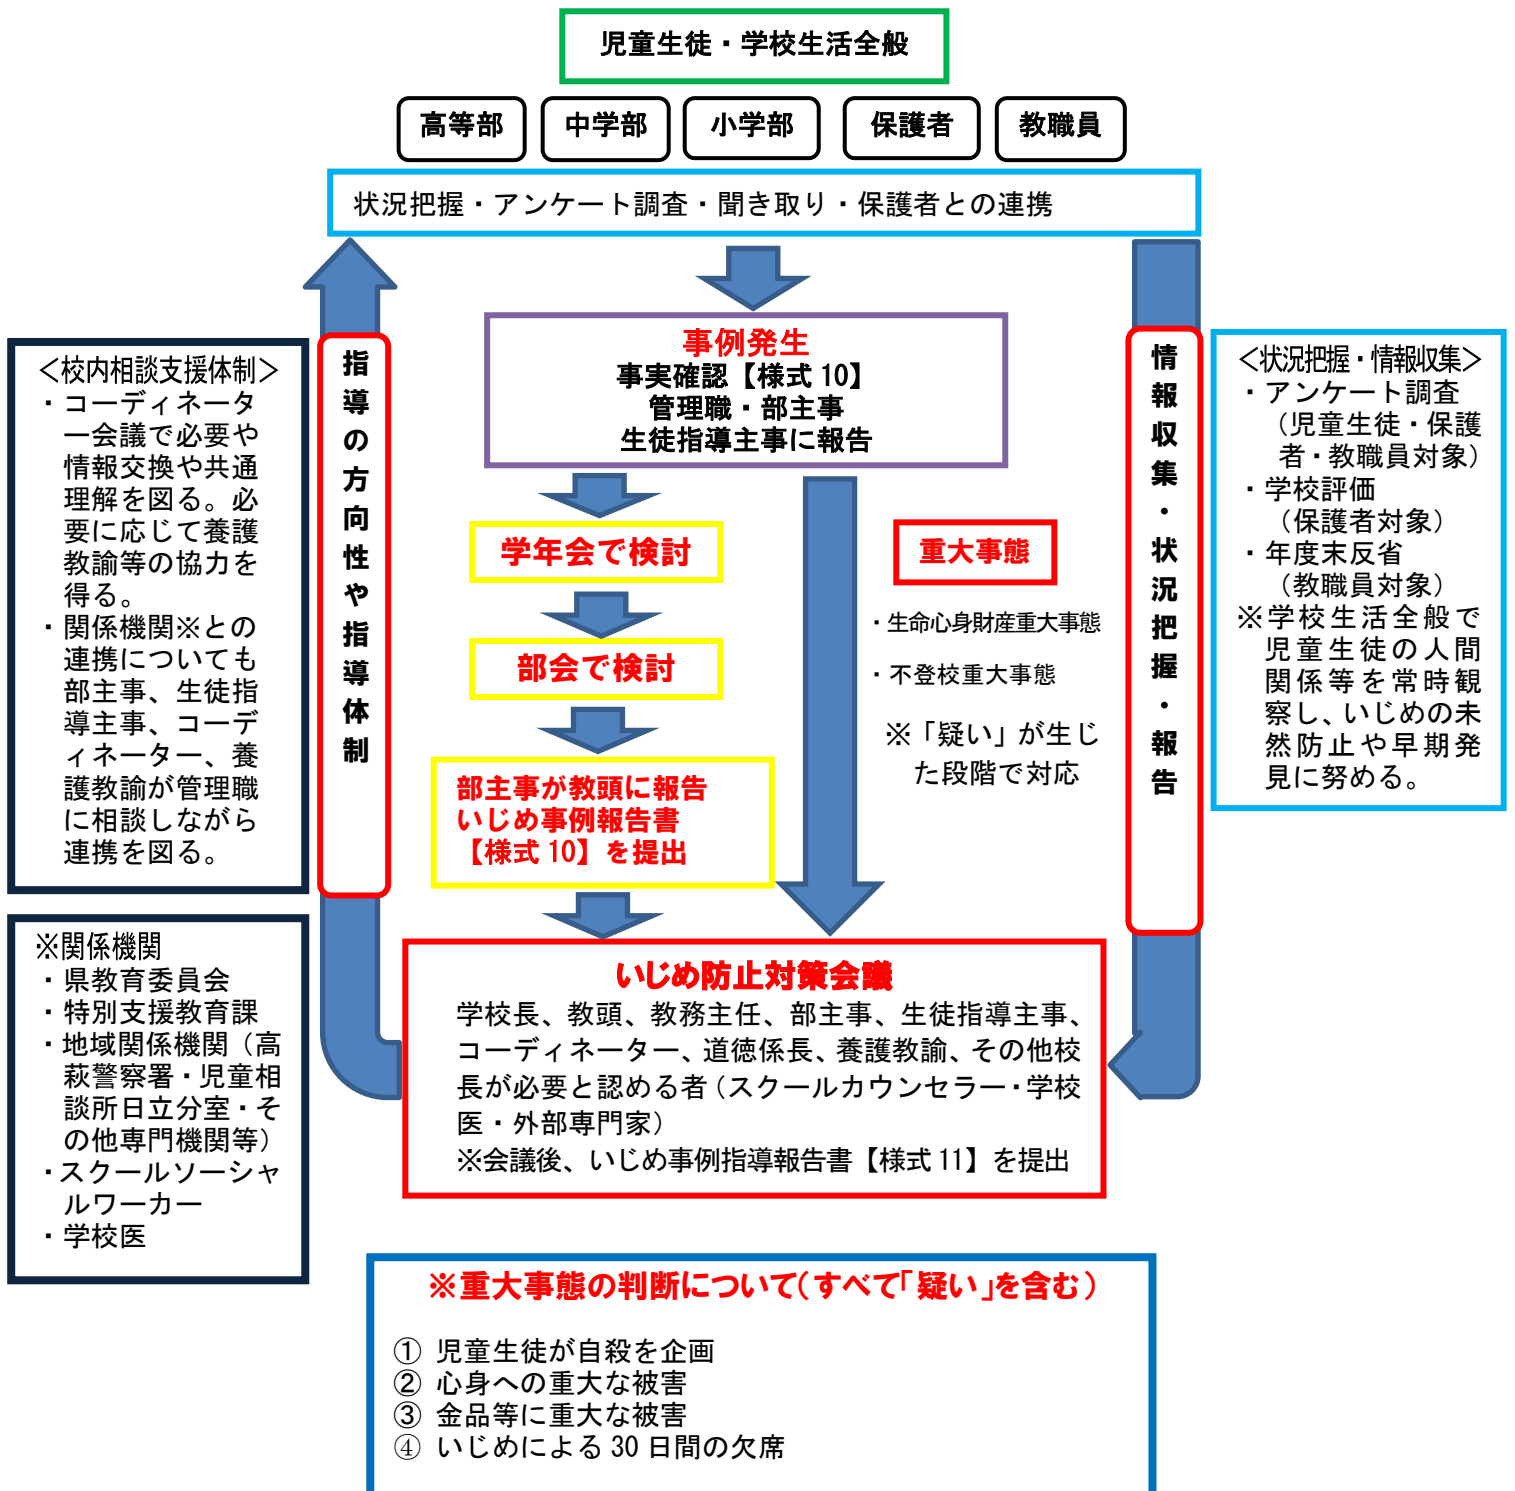 児童生徒・学校生活全般
高等部
中学部
小学部
保護者
教職員
状況把握・アンケート調査・聞き取り・保護者との連携
事例発生
事実確認【様式 10】
管理職・部主事
生徒指導主事に報告
学年会で検討
部会で検討
部主事が教頭に報告
いじめ事例報告書
【様式 10】を提出
重大事態
・生命心身財産重大事態
・不登校重大事態
※「疑い」が生じ
た段階で対応
指導の方向性や指導体制
情報収集・状況把握・報告
<校内相談支援体制>
・コーディネータ
ー会議で必要や
情報交換や共通
理解を図る。必
要に応じて養護
教諭等の協力を
得る。
・関係機関※との
連携についても
部主事、生徒指
導主事、コーデ
ィネーター、養
護教諭が管理職
に相談しながら
連携を図る。
<状況把握・情報収集>
・アンケート調査
(児童生徒・保護
者・教職員対象)
・学校評価
(保護者対象)
・年度末反省
(教職員対象)
※学校生活全般で
児童生徒の人間
関係等を常時観
察し、いじめの未
然防止や早期発
見に努める。
※関係機関
・県教育委員会
・特別支援教育課
・地域関係機関(高
萩警察署・児童相
談所日立分室・そ
の他専門機関等)
・スクールソーシャ
ルワーカー
・学校医
いじめ防止対策会議
学校長、教頭、教務主任、部主事、生徒指導主事、
コーディネーター、道徳係長、養護教諭、その他校
長が必要と認める者(スクールカウンセラー・学校
医・外部専門家)
※会議後、いじめ事例指導報告書【様式 11】を提出
※重大事態の判断について(すべて「疑い」を含む)
① 児童生徒が自殺を企画
② 心身への重大な被害
③ 金品等に重大な被害
④ いじめによる 30 日間の欠席